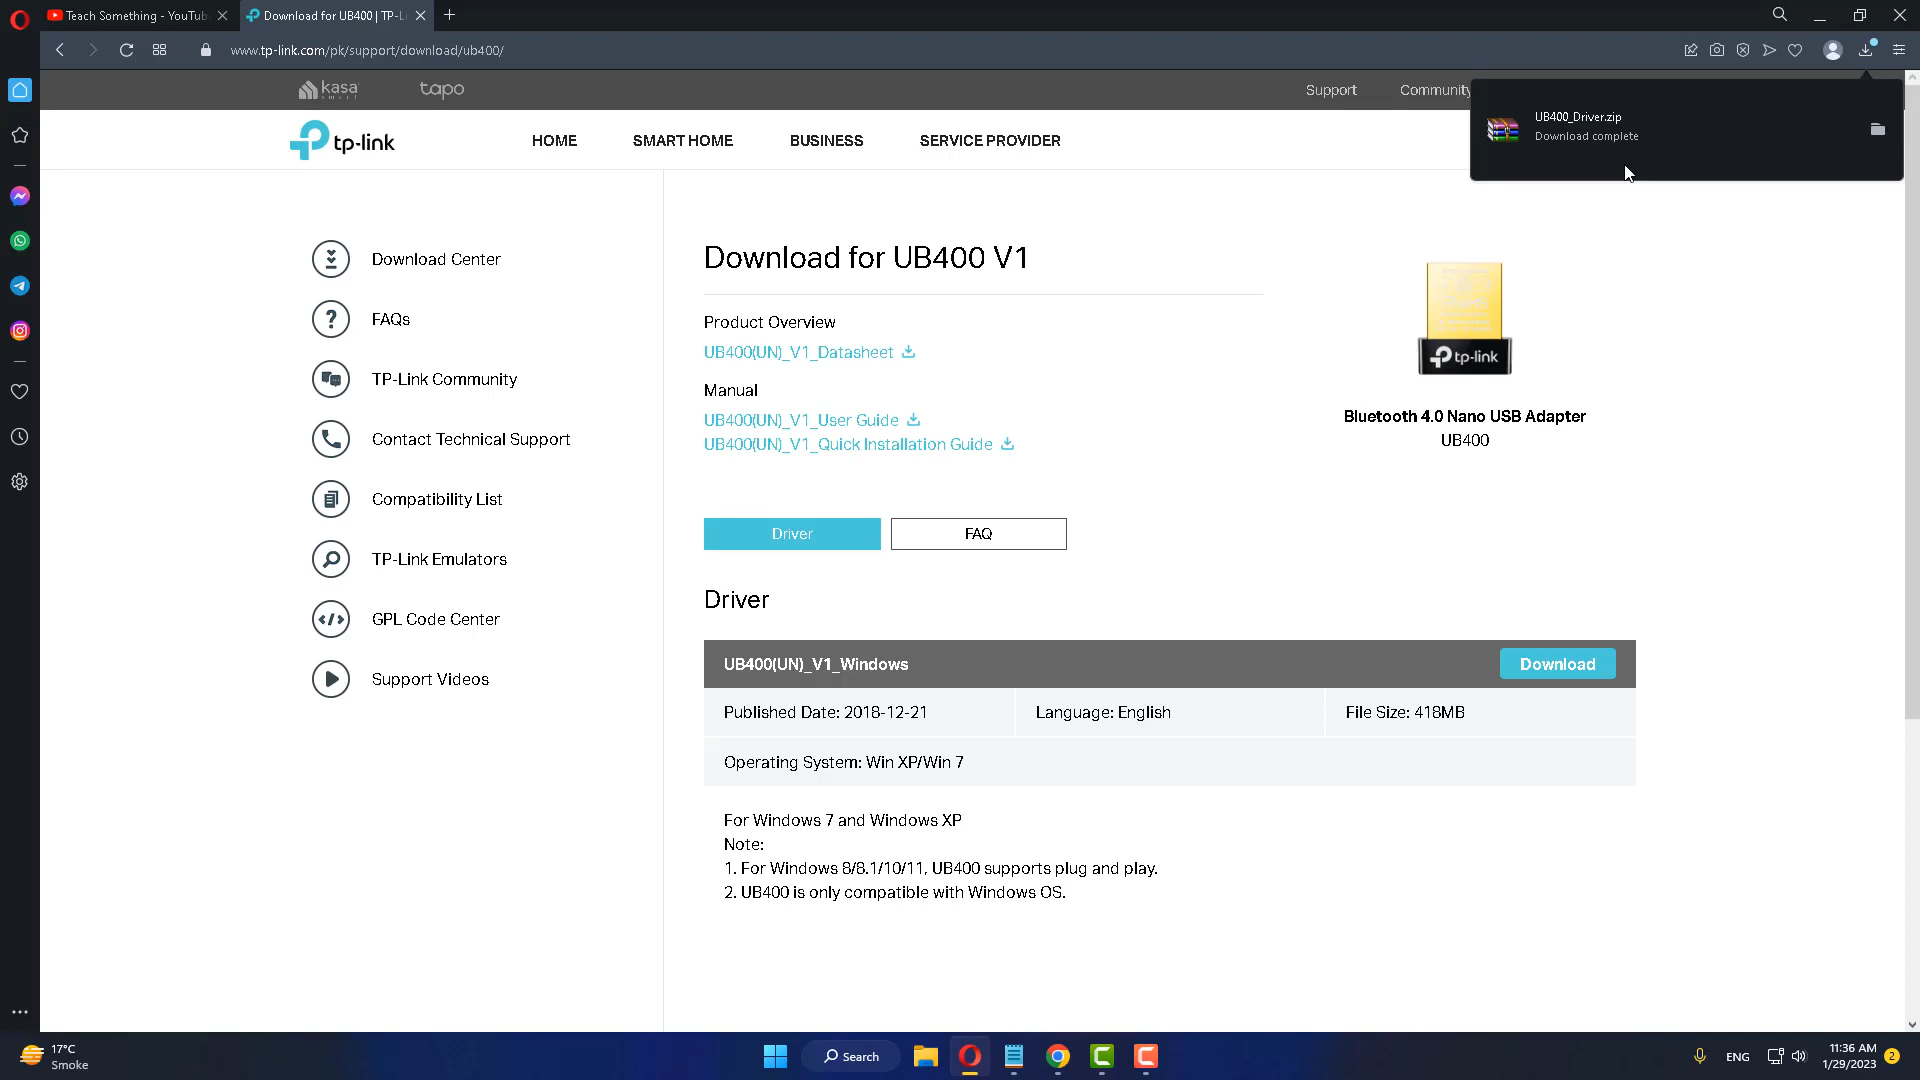 Teach Something - YouTub
Download for UB400 | TP-L
www.tp-link.com/pk/support/download/ub400/
kasa
smart
tapo
Support
Community
UB400_Driver.zip
Download complete
tp-link
HOME
SMART HOME
BUSINESS
SERVICE PROVIDER
Download Center
FAQs
TP-Link Community
Contact Technical Support
Compatibility List
TP-Link Emulators
GPL Code Center
Support Videos
Download for UB400 V1
Product Overview
UB400(UN)_V1_Datasheet
Manual
UB400(UN)_V1_User Guide
UB400(UN)_V1_Quick Installation Guide
tp-link
Bluetooth 4.0 Nano USB Adapter
UB400
Driver
FAQ
Driver
UB400(UN)_V1_Windows
Download
Published Date: 2018-12-21
Language: English
File Size: 418MB
Operating System: Win XP/Win 7
For Windows 7 and Windows XP
Note:
1. For Windows 8/8.1/10/11, UB400 supports plug and play.
2. UB400 is only compatible with Windows OS.
17°C
Smoke
Search
ENG
11:36 AM
1/29/2023
2